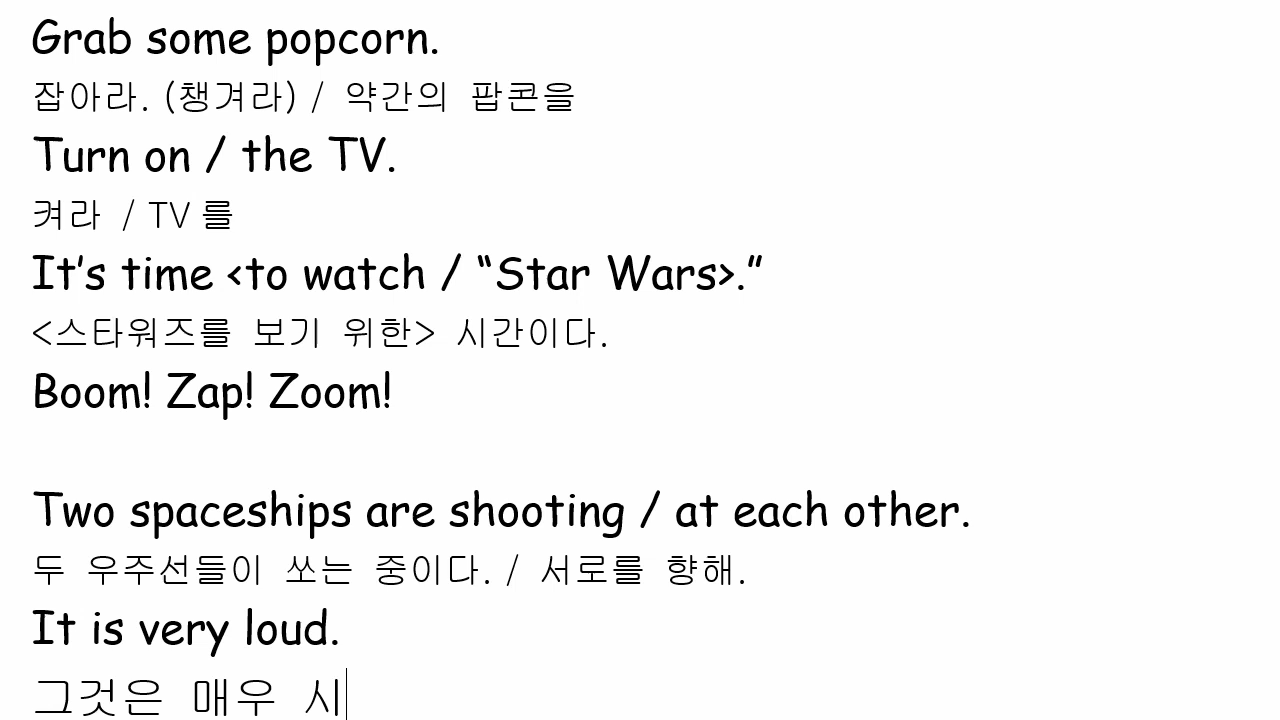 Grab some popcorn.
잡아라. (챙겨라) / 약간의 팝콘을
Turn on / the TV.
켜라 / TV 를
It’s time <to watch / “Star Wars>.”
<스타워즈를 보기 위한> 시간이다.
Boom! Zap! Zoom!
Two spaceships are shooting / at each other.
두 우주선들이 쏘는 중이다. / 서로를 향해.
It is very loud.
그것은 매우 시